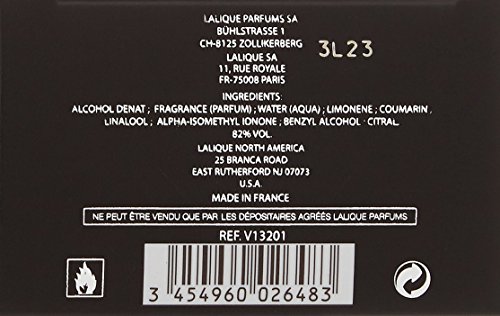 LALIQUE PARFUMS SA
BÜHLSTRASSE 1
CH-8125 ZOLLIKERBERG
3L23
LALIQUE SA
11, RUE ROYALE
FR-75008 PARIS
INGREDIENTS:
ALCOHOL DENAT ; FRAGRANCE (PARFUM) ; WATER (AQUA) ; LIMONENE ; COUMARIN,
LINALOOL ; ALPHA-ISOMETHYL IONONE ; BENZYL ALCOHOL · CITRAL.
82% VOL.
LALIQUE NORTH AMERICA
25 BRANCA ROAD
EAST RUTHERFORD NJ 07073
U.S.A.
MADE IN FRANCE
NE PEUT ÊTRE VENDU QUE PAR LES DÉPOSITAIRES AGRÉÉS LALIQUE PARFUMS
REF. V13201
3 454960 026483